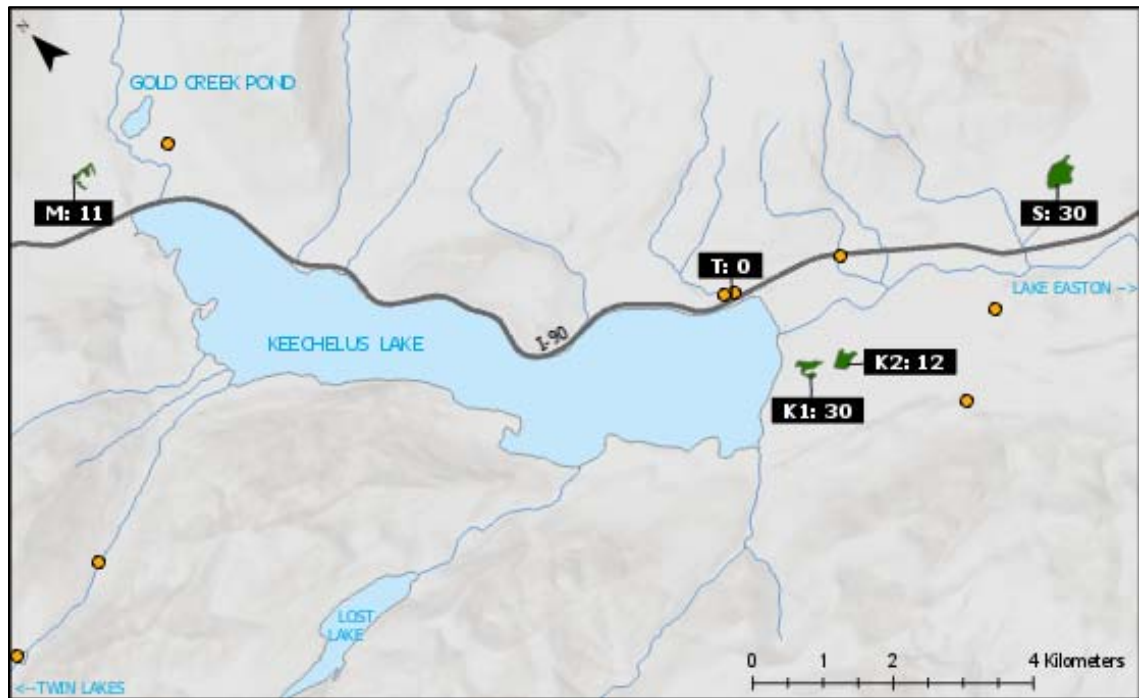 N
GOLD CREEK POND
M: 11
S: 30
T: 0
LAKE EASTON -->
I-90
KEECHELUS LAKE
K2: 12
K1: 30
LOST
LAKE
0 1 2 4 Kilometers
<--TWIN LAKES